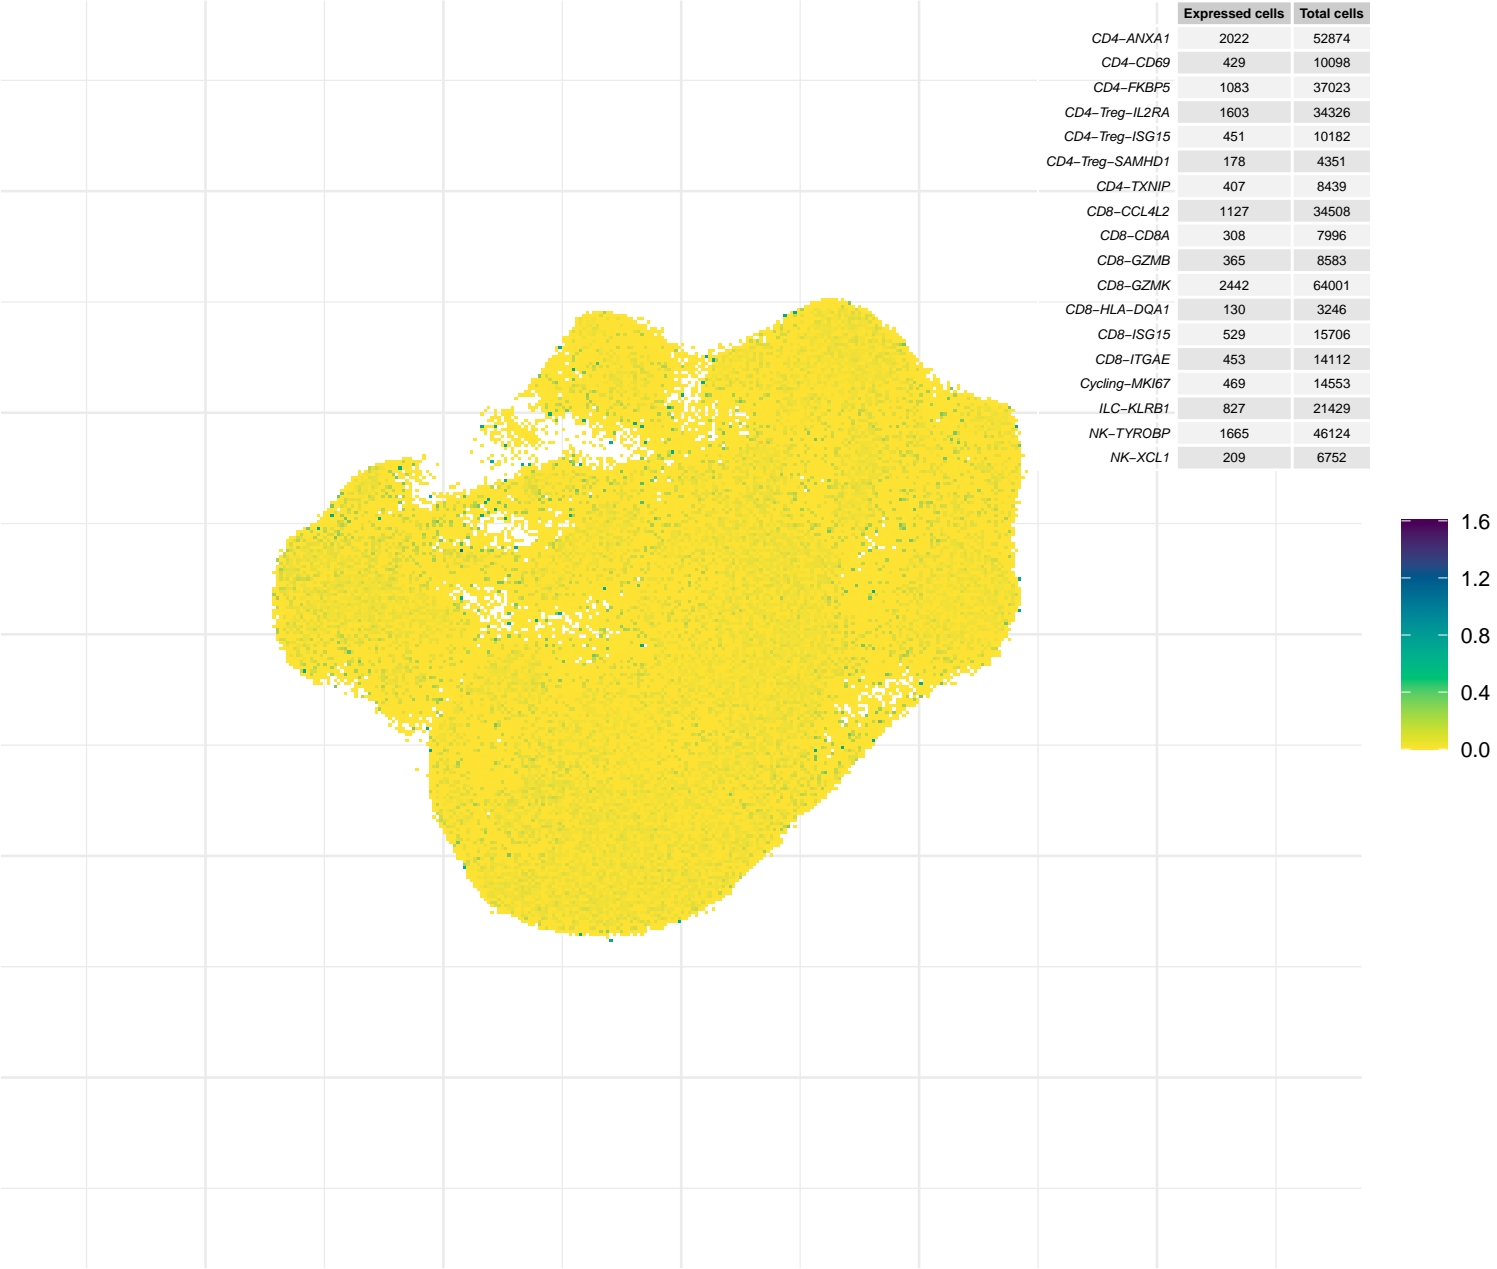 Expressed cells Total cells
CD4−ANXA1 2022 52874
CD4−CD69 429 10098
CD4−FKBP5 1083 37023
CD4−Treg−IL2RA 1603 34326
CD4−Treg−ISG15 451 10182
CD4−Treg−SAMHD1 178 4351
CD4−TXNIP 407 8439
CD8−CCL4L2 1127 34508
CD8−CD8A 308 7996
CD8−GZMB 365 8583
CD8−GZMK 2442 64001
CD8−HLA−DQA1 130 3246
CD8−ISG15 529 15706
CD8−ITGAE 453 14112
Cycling−MKI67 469 14553
ILC−KLRB1 827 21429
NK−TYROBP 1665 46124
NK−XCL1 209 6752
1.6
1.2
0.8
0.4
0.0